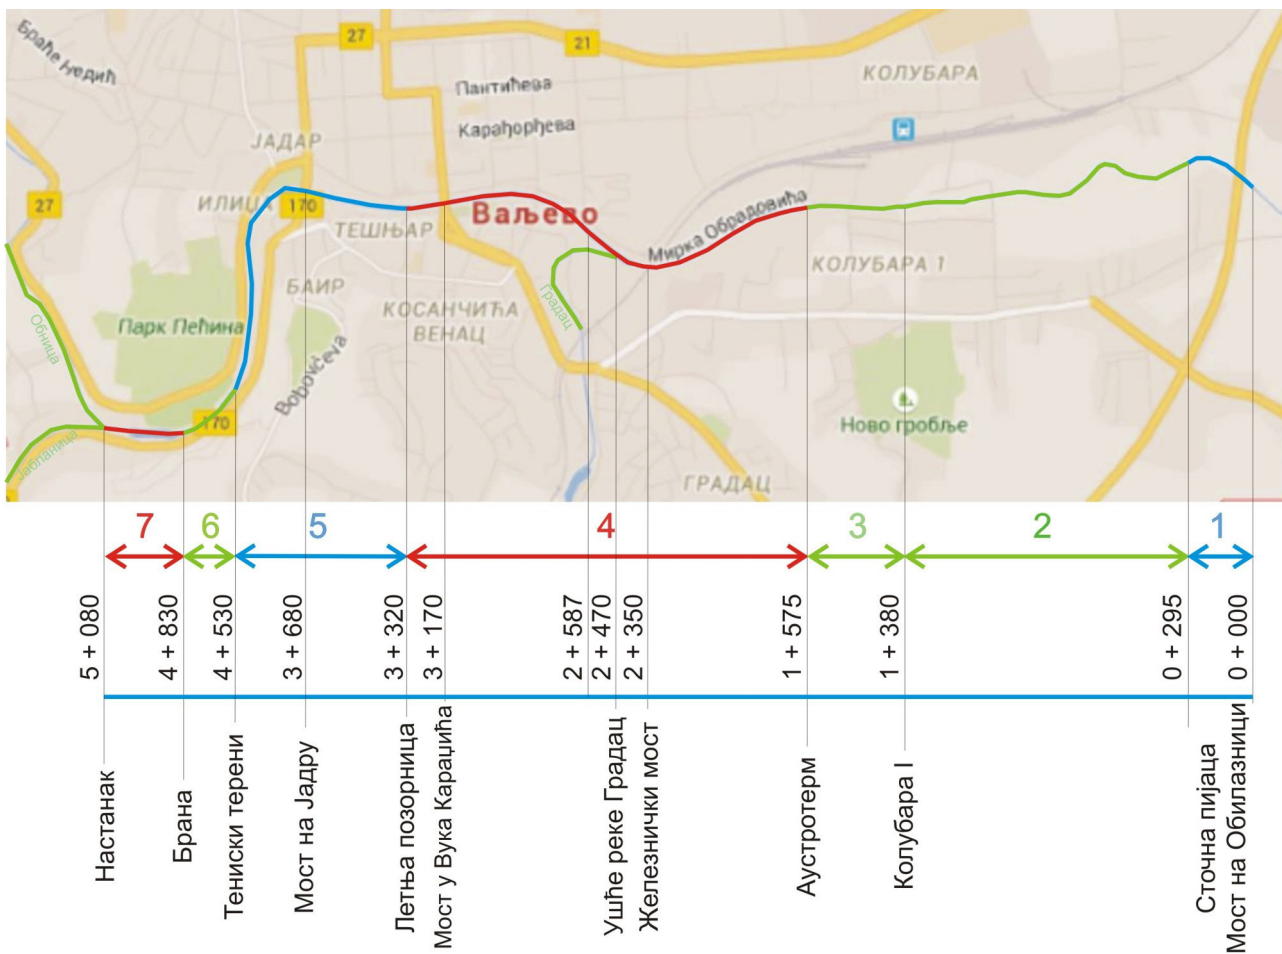 Браће Недић
27
21
Пантићева
Карађорђева
КОЛУБАРА
ЈАДАР
27
ИЛИЦА
170
ТЕШЊАР
Ваљево
Мирка Обрадовића
КОЛУБАРА 1
БАИР
КОСАНЧИЋА
ВЕНАЦ
Градац
Обница
Парк Пећина
170
Јабланица
Ново гробље
ГРАДАЦ
7
6
5
4
3
2
1
5 + 080
4 + 830
4 + 530
3 + 680
3 + 320
3 + 170
2 + 587
2 + 470
2 + 350
1 + 575
1 + 380
0 + 295
0 + 000
Настанак
Брана
Тениски терени
Мост на Јадру
Летња позорница
Мост у Вука Караџића
Ушће реке Градац
Железнички мост
Аустротерм
Колубара I
Сточна пијаца
Мост на Обилазници